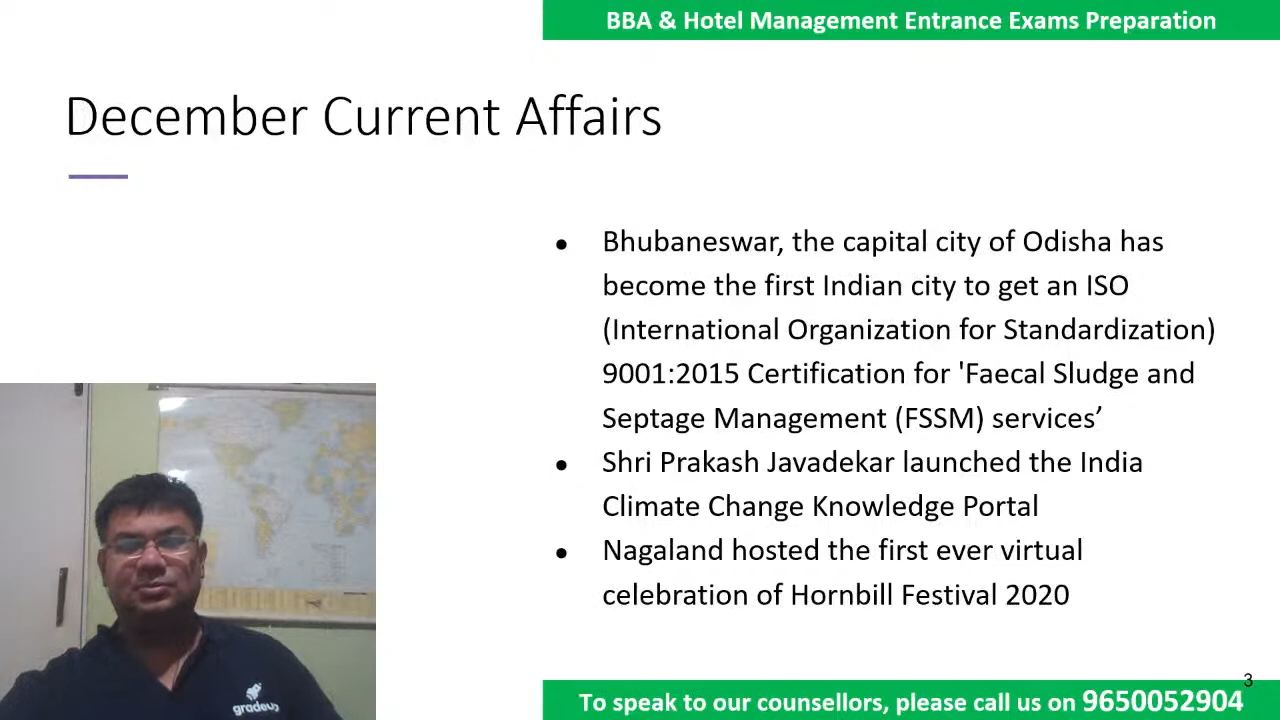 BBA & Hotel Management Entrance Exams Preparation
December Current Affairs
● Bhubaneswar, the capital city of Odisha has
become the first Indian city to get an ISO
(International Organization for Standardization)
9001:2015 Certification for 'Faecal Sludge and
Septage Management (FSSM) services’
● Shri Prakash Javadekar launched the India
Climate Change Knowledge Portal
● Nagaland hosted the first ever virtual
celebration of Hornbill Festival 2020
gradeup
3
To speak to our counsellors, please call us on 9650052904